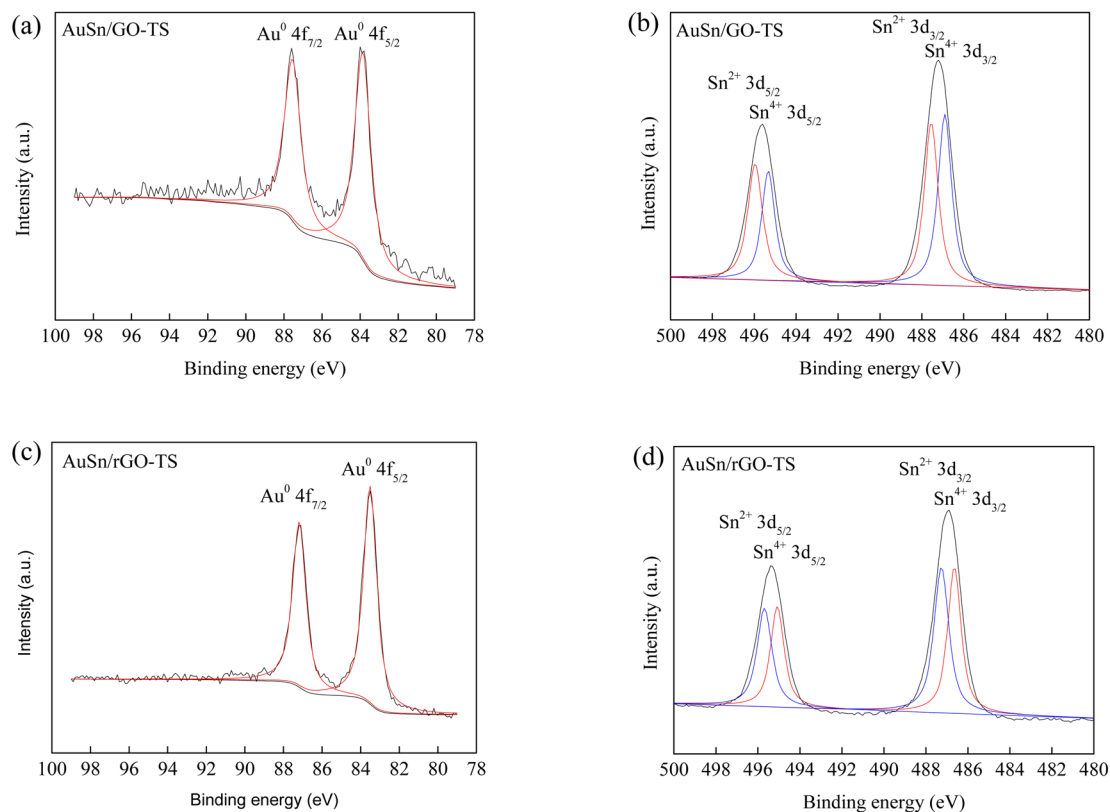 (a)
AuSn/GO-TS
Au⁰ 4f₇/₂ Au⁰ 4f₅/₂
Intensity (a.u.)
100 98 96 94 92 90 88 86 84 82 80 78
Binding energy (eV)
(b)
AuSn/GO-TS
Sn²⁺ 3d₃/₂
Sn⁴⁺ 3d₃/₂
Sn²⁺ 3d₅/₂
Sn⁴⁺ 3d₅/₂
Intensity (a.u.)
500 498 496 494 492 490 488 486 484 482 480
Binding energy (eV)
(c)
AuSn/rGO-TS
Au⁰ 4f₅/₂
Au⁰ 4f₇/₂
Intensity (a.u.)
100 98 96 94 92 90 88 86 84 82 80 78
Binding energy (eV)
(d)
AuSn/rGO-TS
Sn²⁺ 3d₃/₂
Sn⁴⁺ 3d₃/₂
Sn²⁺ 3d₅/₂
Sn⁴⁺ 3d₅/₂
Intensity (a.u.)
500 498 496 494 492 490 488 486 484 482 480
Binding energy (eV)